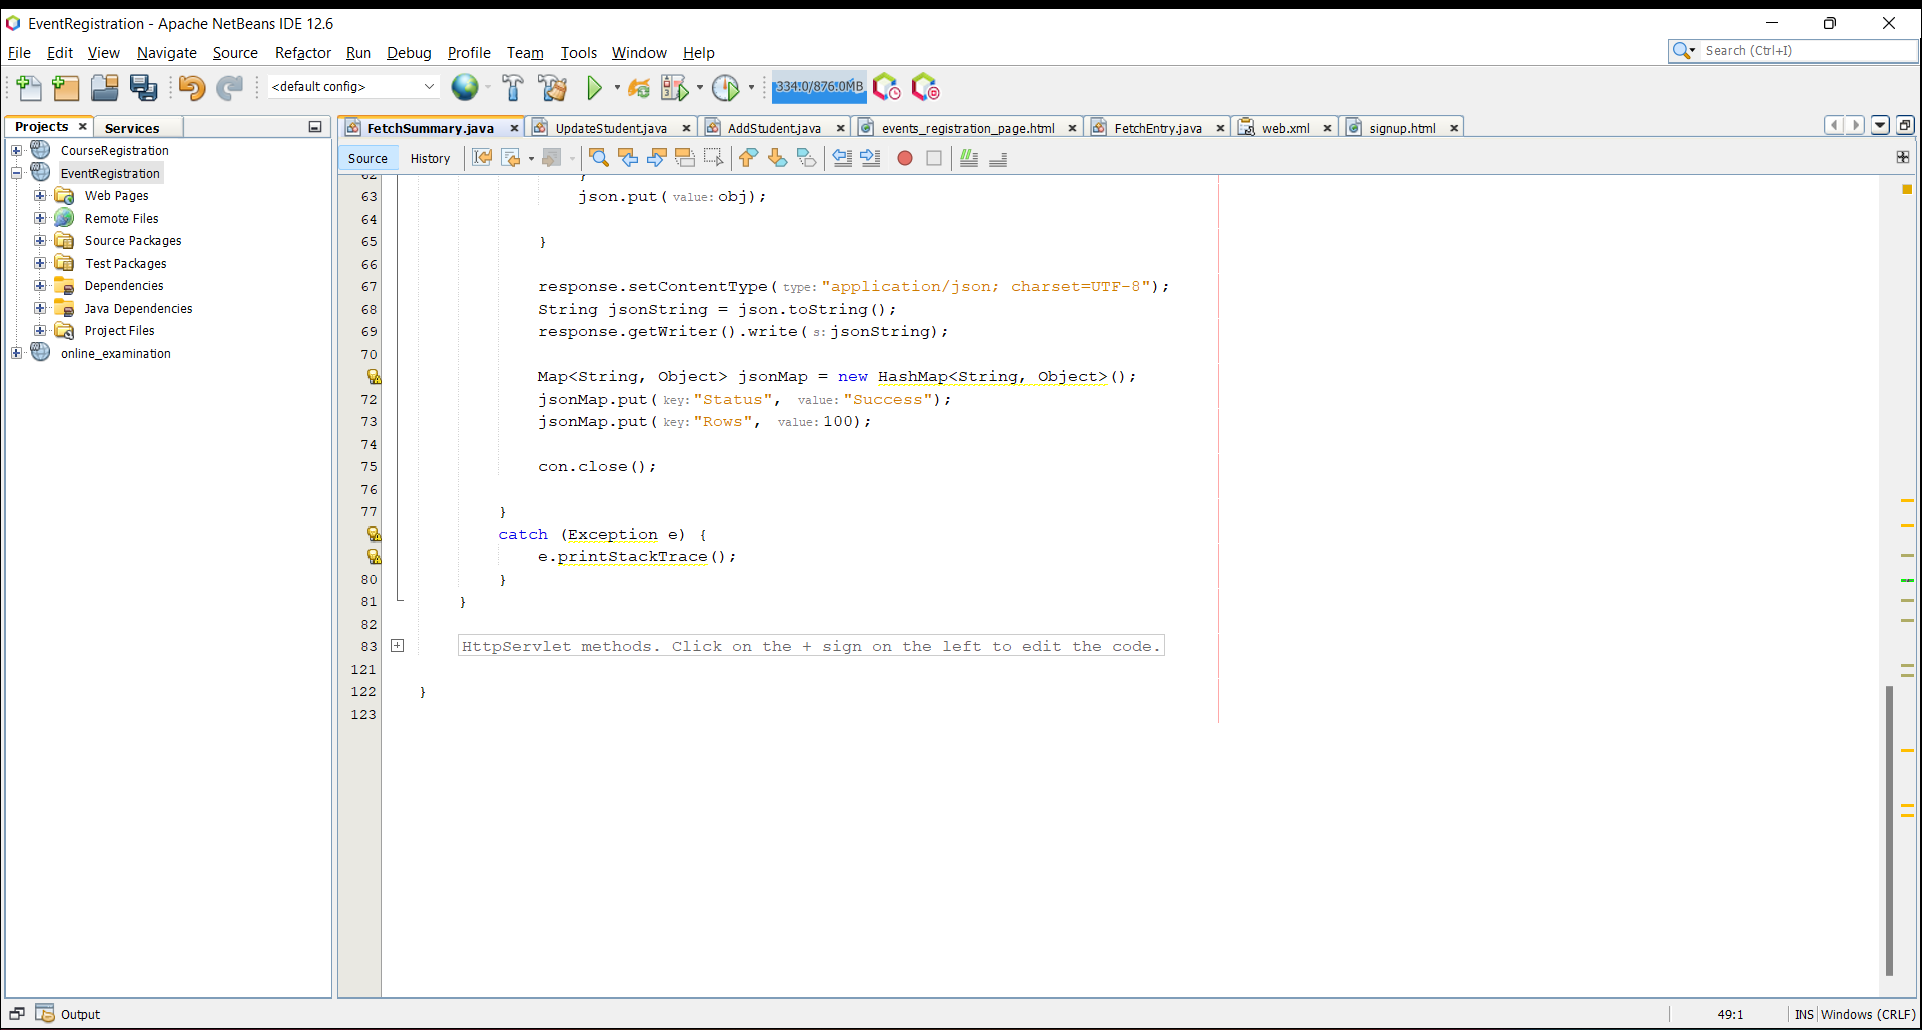 EventRegistration - Apache NetBeans IDE 12.6
File Edit View Navigate Source Refactor Run Debug Profile Team Tools Window Help
Search (Ctrl+I)
<default config>
334.0/876.0MB
Projects
Services
CourseRegistration
EventRegistration
Web Pages
Remote Files
Source Packages
Test Packages
Dependencies
Java Dependencies
Project Files
online_examination
FetchSummary.java
UpdateStudent.java
AddStudent.java
events_registration_page.html
FetchEntry.java
web.xml
signup.html
Source History
62 }
63 json.put( value: obj);
64
65 }
66
67 response.setContentType( type: "application/json; charset=UTF-8");
68 String jsonString = json.toString();
69 response.getWriter().write( s: jsonString);
70
Map<String, Object> jsonMap = new HashMap<String, Object>();
72 jsonMap.put( key: "Status", value: "Success");
73 jsonMap.put( key: "Rows", value: 100);
74
75 con.close();
76
77 }
catch (Exception e) {
e.printStackTrace();
80 }
81 }
82
83 HttpServlet methods. Click on the + sign on the left to edit the code.
121
122 }
123
Output
49:1
INS
Windows (CRLF)